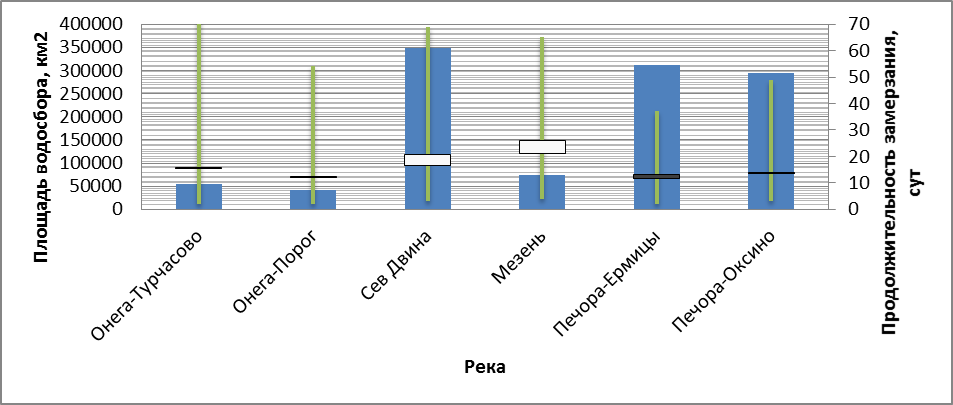 Площадь водосбора, км2
400000
350000
300000
250000
200000
150000
100000
50000
0
70
60
50
40
30
20
10
0
Продолжительность замерзания,
сут
Онега-Турчасово
Онега-Порог
Сев Двина
Мезень
Печора-Ермицы
Печора-Оксино
Река